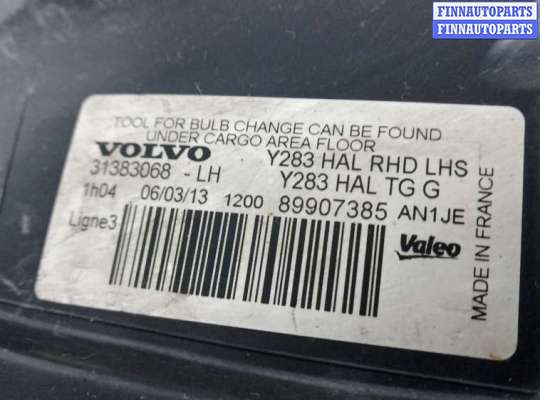 FINNAUTOPARTS
FINNAUTOPARTS
TOOL FOR BULB CHANGE CAN BE FOUND
UNDER CARGO AREA FLOOR
VOLVO Y283 HAL RHD LHS
31383068 - LH Y283 HAL TG G
1h04 06/03/13 1200 89907385 AN1JE
Ligne3
Valeo
MADE IN FRANCE